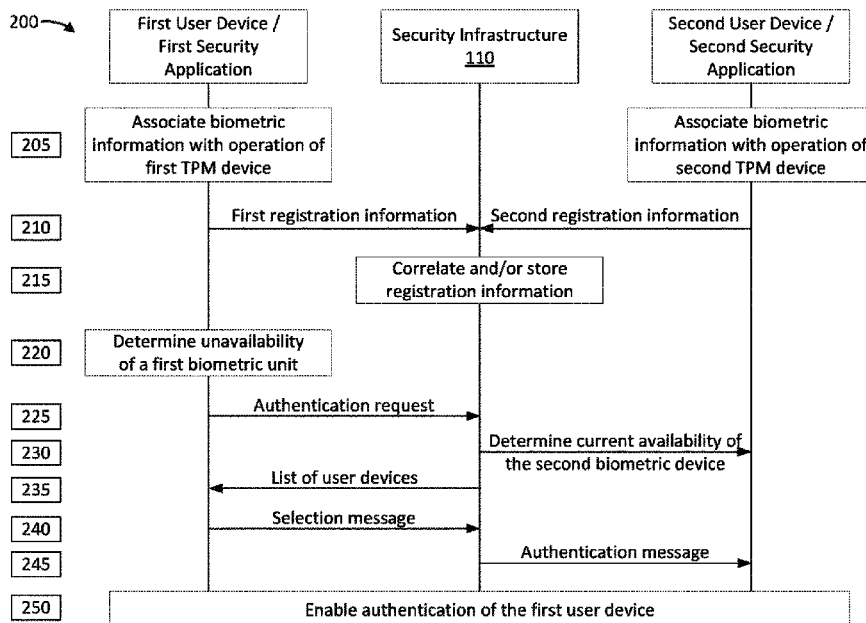 200
First User Device /
First Security
Application
Security Infrastructure
110
Second User Device /
Second Security
Application
205
Associate biometric
information with operation of
first TPM device
Associate biometric
information with operation of
second TPM device
210
First registration information
Second registration information
215
Correlate and/or store
registration information
220
Determine unavailability
of a first biometric unit
225
Authentication request
230
Determine current availability of
the second biometric device
235
List of user devices
240
Selection message
245
Authentication message
250
Enable authentication of the first user device